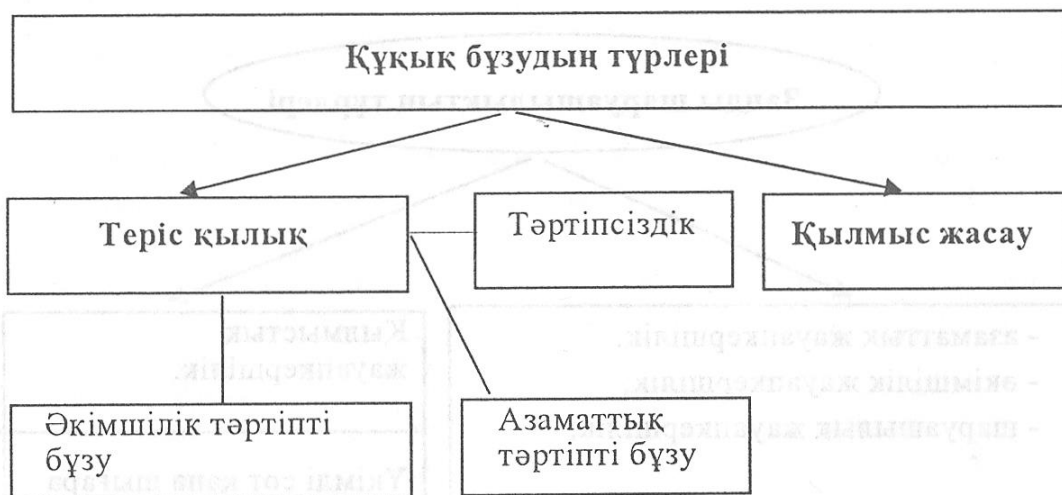 Құқық бұзудың түрлері
Теріс қылық
Тәртіпсіздік
Қылмыс жасау
Әкімшілік тәртіпті
бұзу
Азаматтық
тәртіпті бұзу